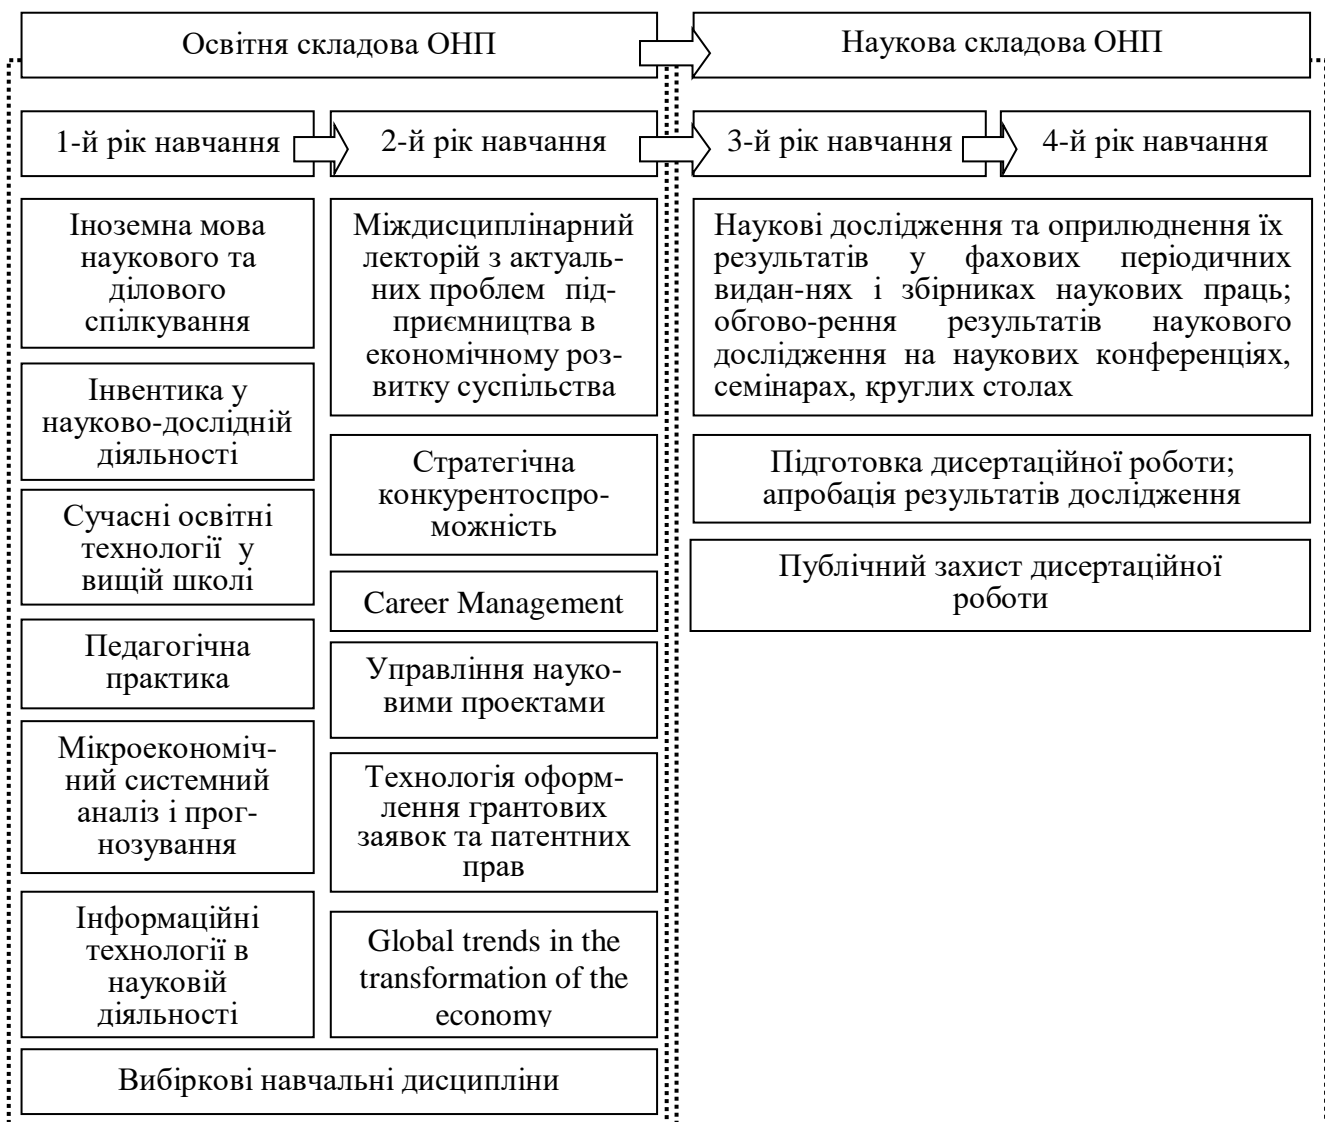 Освітня складова ОНП
Наукова складова ОНП
1-й рік навчання
2-й рік навчання
3-й рік навчання
4-й рік навчання
Іноземна мова
наукового та
ділового
спілкування
Інвентика у
науково-дослідній
діяльності
Сучасні освітні
технології у
вищій школі
Педагогічна
практика
Мікроекономіч-
ний системний
аналіз і прог-
нозування
Інформаційні
технології в
науковій
діяльності
Міждисциплінарний
лекторій з актуаль-
них проблем під-
приємництва в
економічному роз-
витку суспільства
Стратегічна
конкурентоспро-
можність
Career Management
Управління науко-
вими проектами
Технологія оформ-
лення грантових
заявок та патентних
прав
Global trends in the
transformation of the
economy
Вибіркові навчальні дисципліни
Наукові дослідження та оприлюднення їх
результатів у фахових періодичних
видан-нях і збірниках наукових праць;
обгово-рення результатів наукового
дослідження на наукових конференціях,
семінарах, круглих столах
Підготовка дисертаційної роботи;
апробація результатів дослідження
Публічний захист дисертаційної
роботи